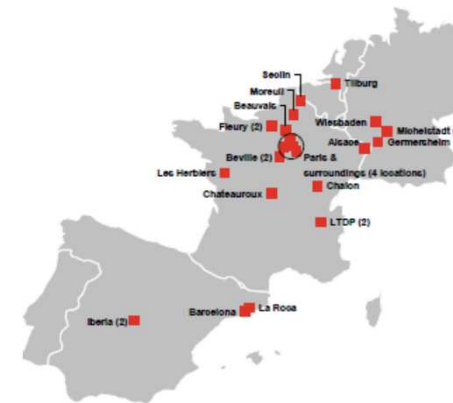 Seolin
Moreuil
Beauvais
Fleury (2)
Tilburg
Wiesbaden
Michelstadt
Germersheim
Alsace
Beville (2)
Paris &
surroundings (4 locations)
Les Herbiers
Chalon
Chateauroux
LTDP (2)
Barcelona
La Roca
Iberia (2)